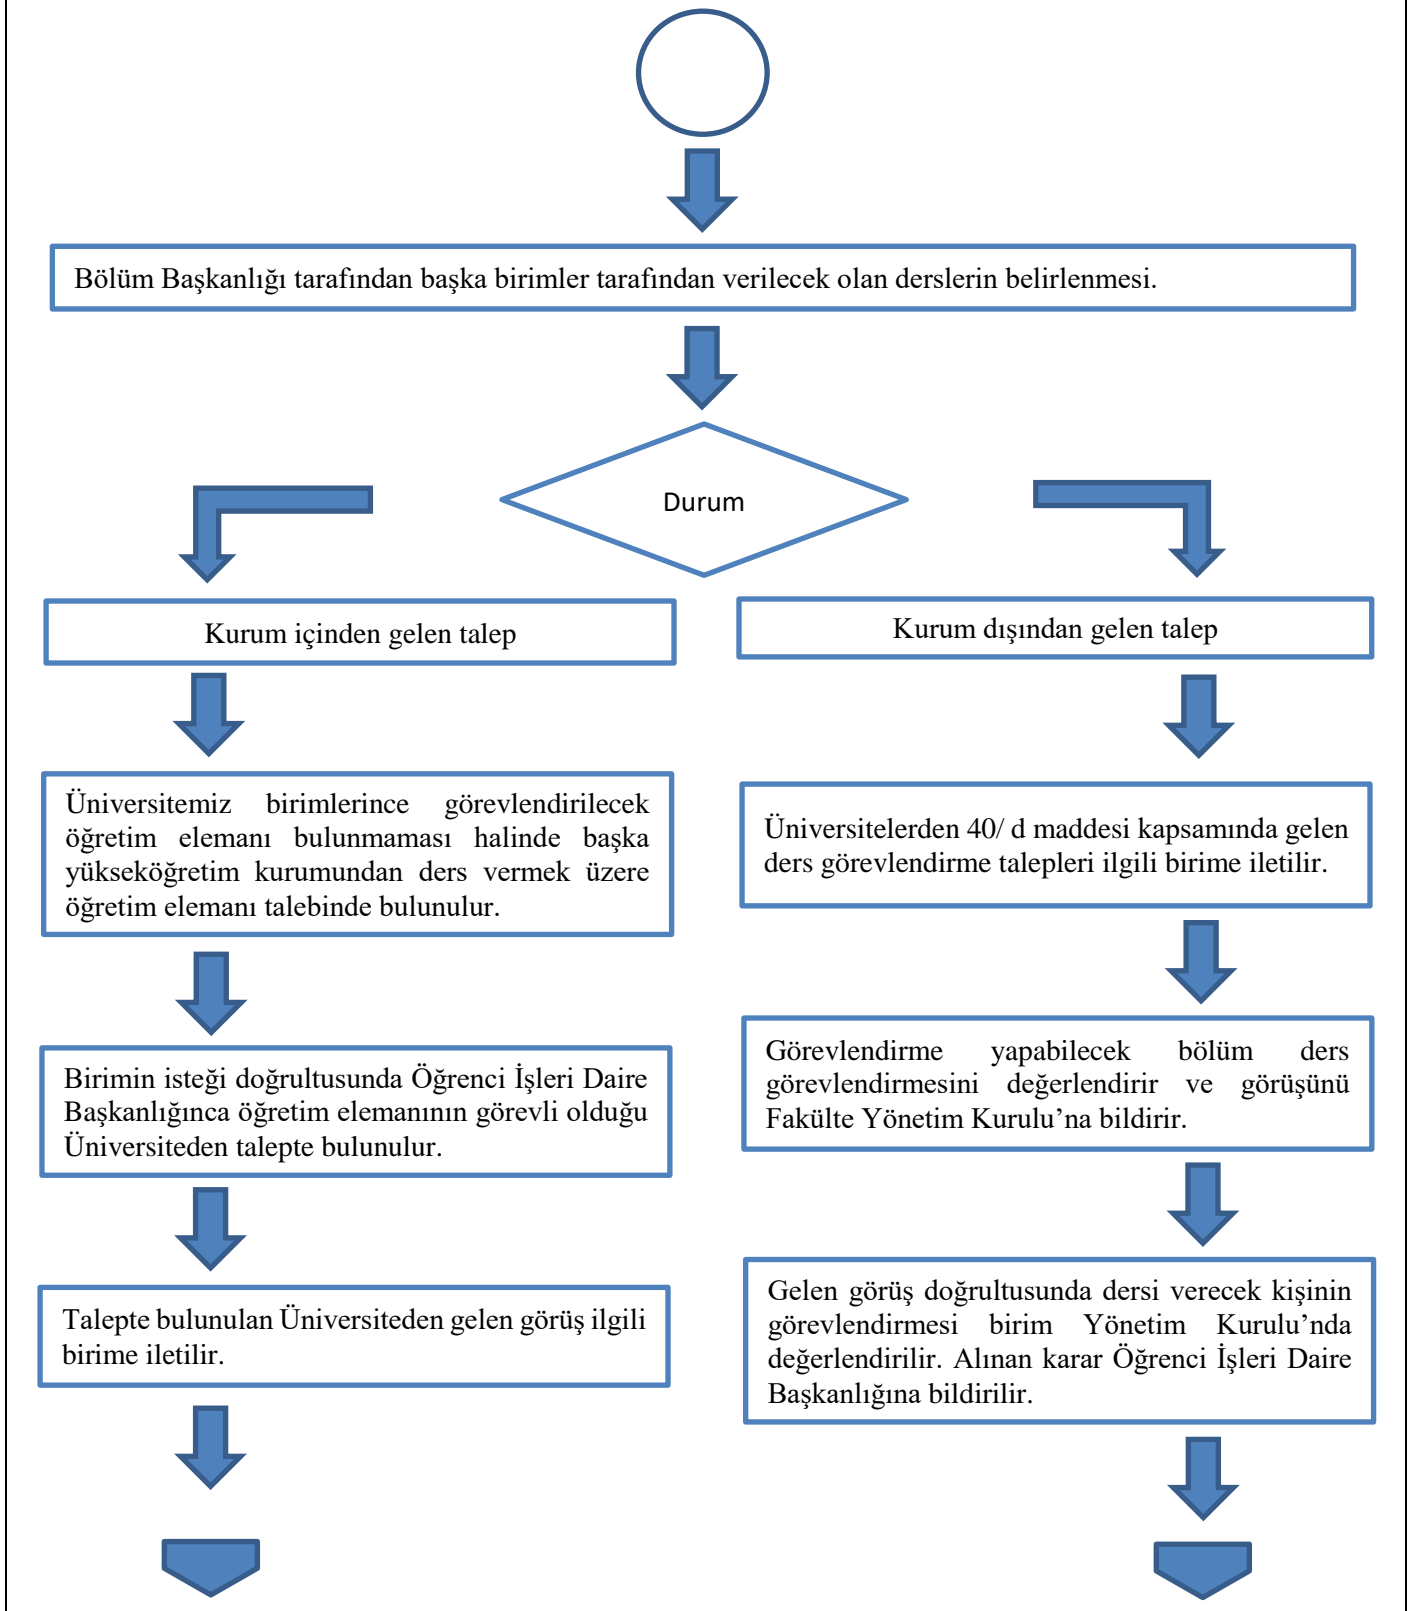 Bölüm Başkanlığı tarafından başka birimler tarafından verilecek olan derslerin belirlenmesi.
Durum
Kurum içinden gelen talep
Kurum dışından gelen talep
Üniversitemiz birimlerince görevlendirilecek
öğretim elemanı bulunmaması halinde başka
yükseköğretim kurumundan ders vermek üzere
öğretim elemanı talebinde bulunulur.
Üniversitelerden 40/ d maddesi kapsamında gelen
ders görevlendirme talepleri ilgili birime iletilir.
Birimin isteği doğrultusunda Öğrenci İşleri Daire
Başkanlığınca öğretim elemanının görevli olduğu
Üniversiteden talepte bulunulur.
Görevlendirme yapabilecek bölüm ders
görevlendirmesini değerlendirir ve görüşünü
Fakülte Yönetim Kurulu’na bildirir.
Talepte bulunulan Üniversiteden gelen görüş ilgili
birime iletilir.
Gelen görüş doğrultusunda dersi verecek kişinin
görevlendirmesi birim Yönetim Kurulu’nda
değerlendirilir. Alınan karar Öğrenci İşleri Daire
Başkanlığına bildirilir.